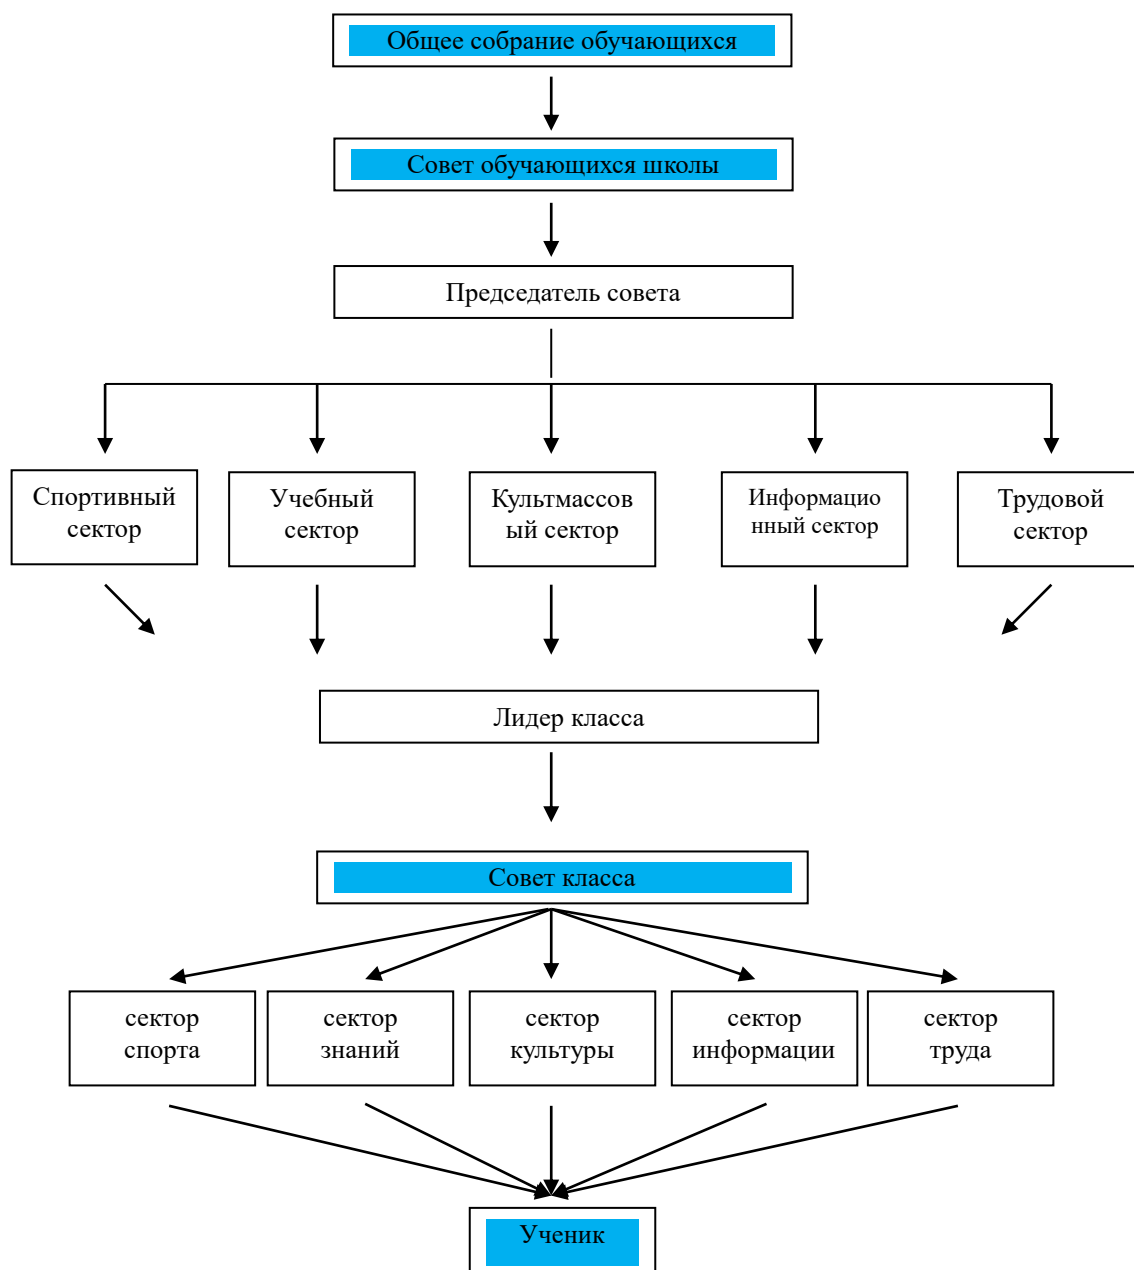 Общее собрание обучающихся
Совет обучающихся школы
Председатель совета
Спортивный
сектор
Учебный
сектор
Культмассов
ый сектор
Информацио
нный сектор
Трудовой
сектор
Лидер класса
Совет класса
сектор
спорта
сектор
знаний
сектор
культуры
сектор
информации
сектор
труда
Ученик